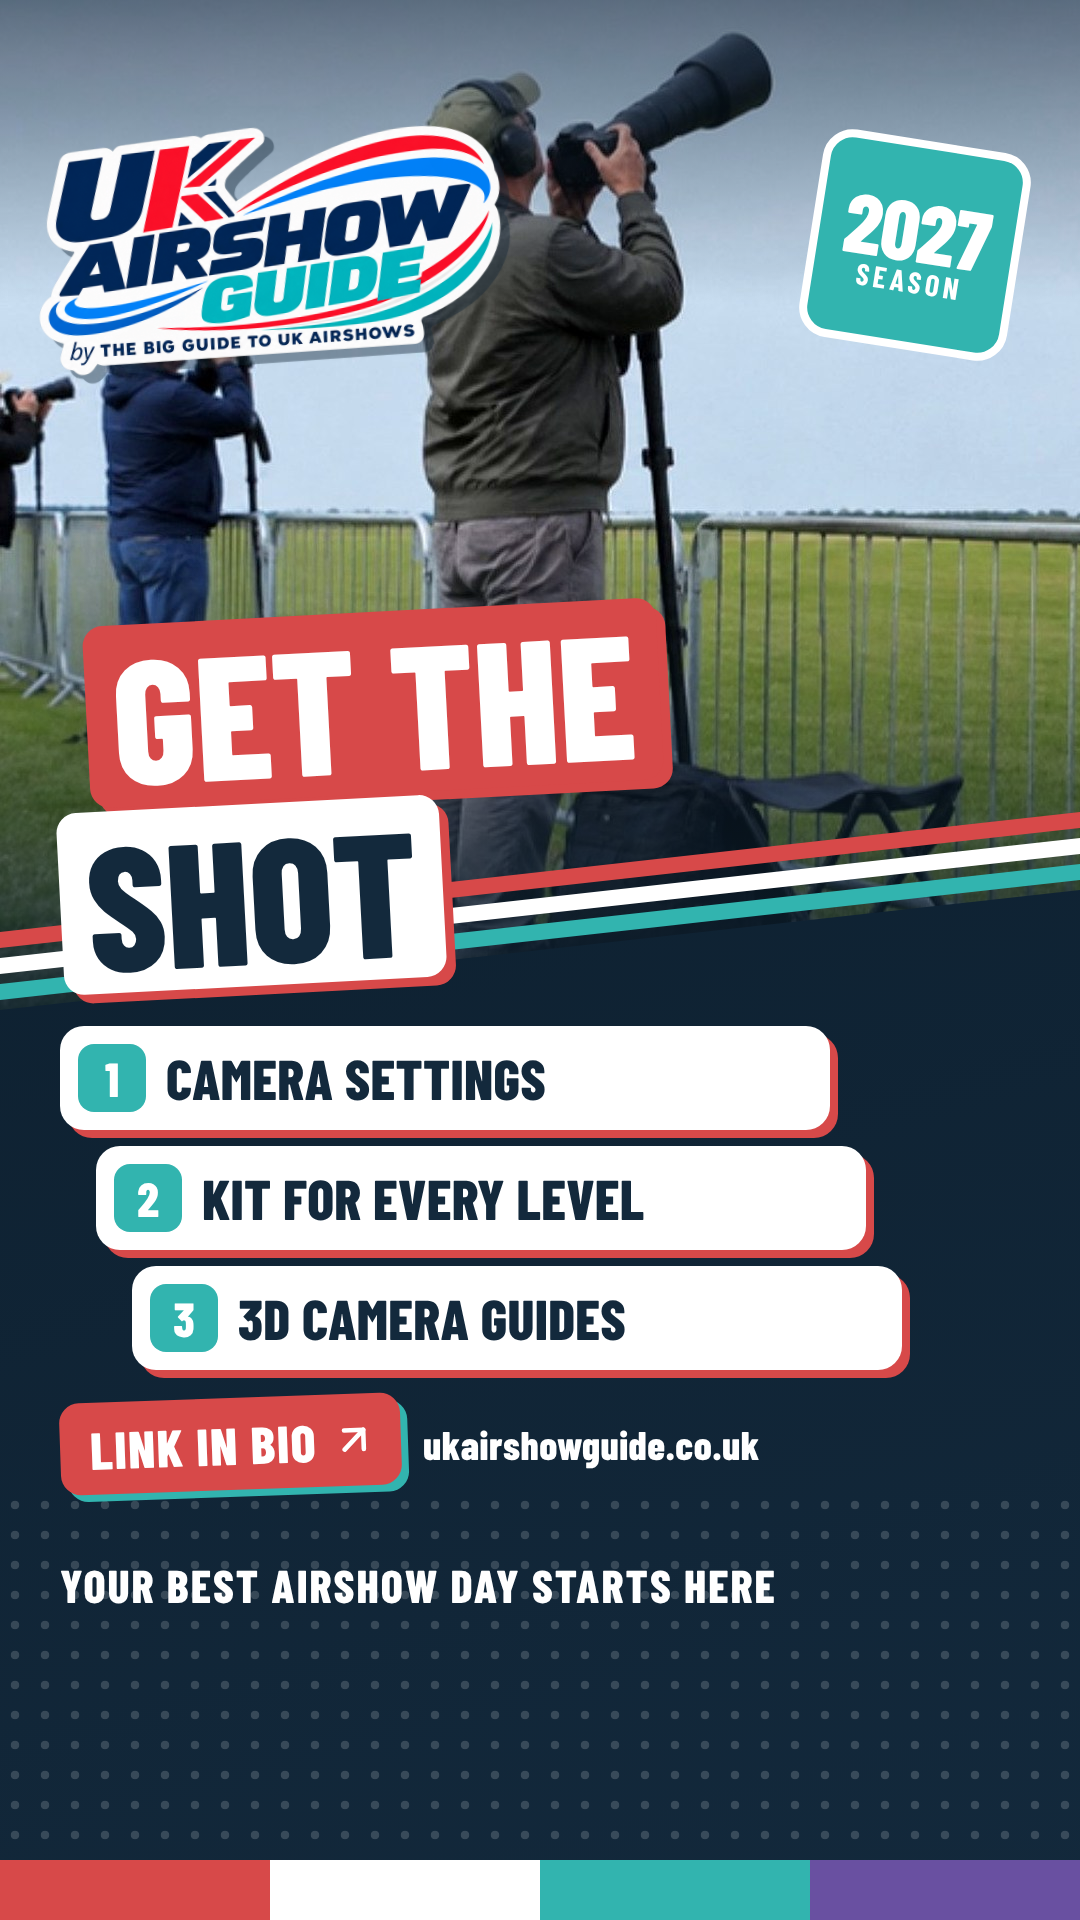 UK
AIRSHOW
GUIDE
by THE BIG GUIDE TO UK AIRSHOWS
2027
SEASON
GET THE
SHOT
1 CAMERA SETTINGS
2 KIT FOR EVERY LEVEL
3 3D CAMERA GUIDES
LINK IN BIO
ukairshowguide.co.uk
YOUR BEST AIRSHOW DAY STARTS HERE